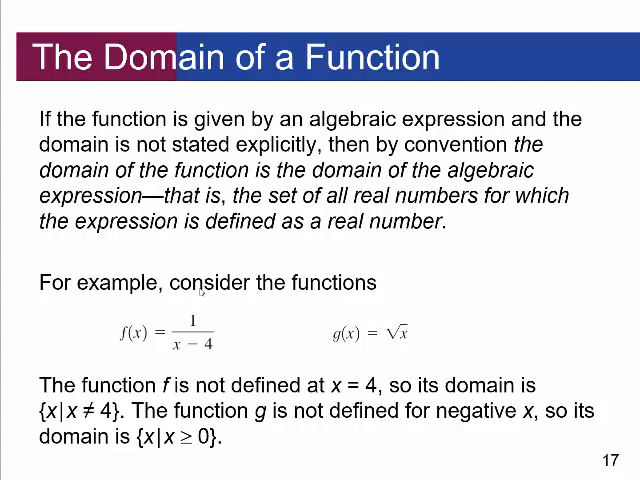 The Domain of a Function
If the function is given by an algebraic expression and the
domain is not stated explicitly, then by convention the
domain of the function is the domain of the algebraic
expression—that is, the set of all real numbers for which
the expression is defined as a real number.
For example, consider the functions
f(x) = 1/(x − 4) g(x) = √x
The function f is not defined at x = 4, so its domain is
{x|x ≠ 4}. The function g is not defined for negative x, so its
domain is {x|x ≥ 0}.
17